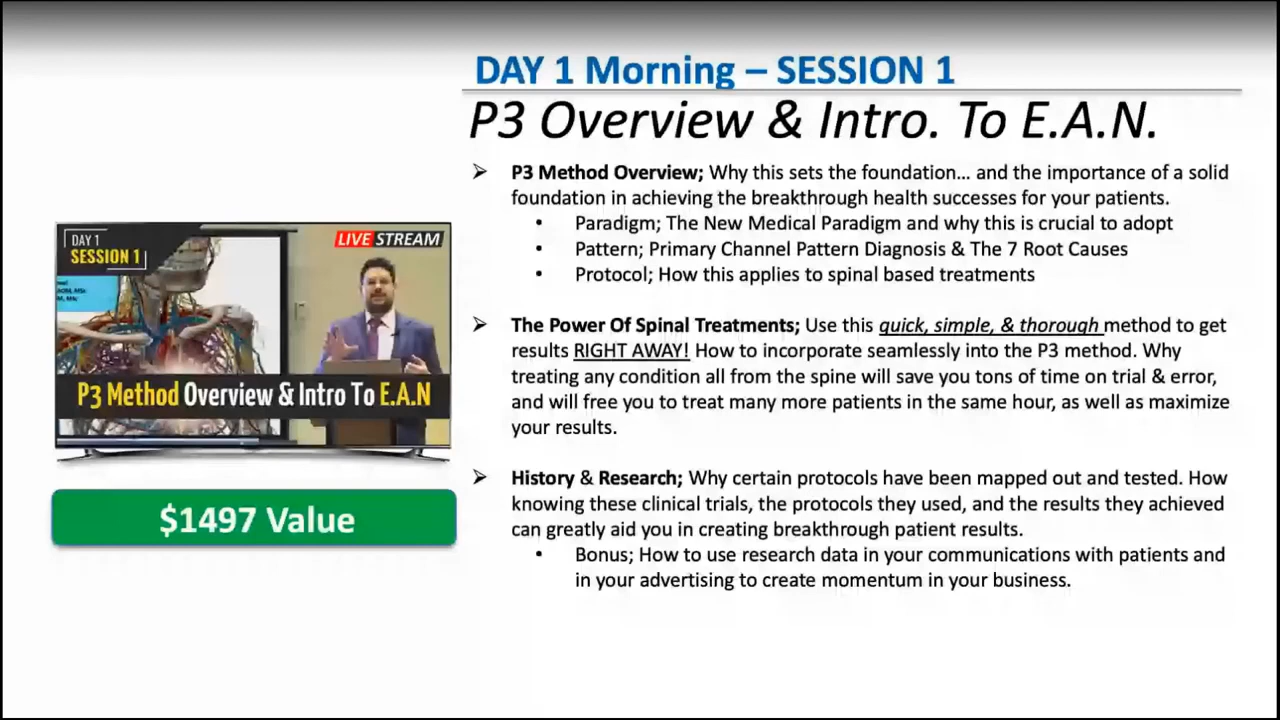 DAY 1 Morning – SESSION 1
P3 Overview & Intro. To E.A.N.
➢ P3 Method Overview; Why this sets the foundation... and the importance of a solid
foundation in achieving the breakthrough health successes for your patients.
• Paradigm; The New Medical Paradigm and why this is crucial to adopt
• Pattern; Primary Channel Pattern Diagnosis & The 7 Root Causes
• Protocol; How this applies to spinal based treatments
➢ The Power Of Spinal Treatments; Use this quick, simple, & thorough method to get
results RIGHT AWAY! How to incorporate seamlessly into the P3 method. Why
treating any condition all from the spine will save you tons of time on trial & error,
and will free you to treat many more patients in the same hour, as well as maximize
your results.
➢ History & Research; Why certain protocols have been mapped out and tested. How
knowing these clinical trials, the protocols they used, and the results they achieved
can greatly aid you in creating breakthrough patient results.
• Bonus; How to use research data in your communications with patients and
in your advertising to create momentum in your business.
DAY 1
SESSION 1
LIVE STREAM
P3 Method Overview & Intro To E.A.N
$1497 Value